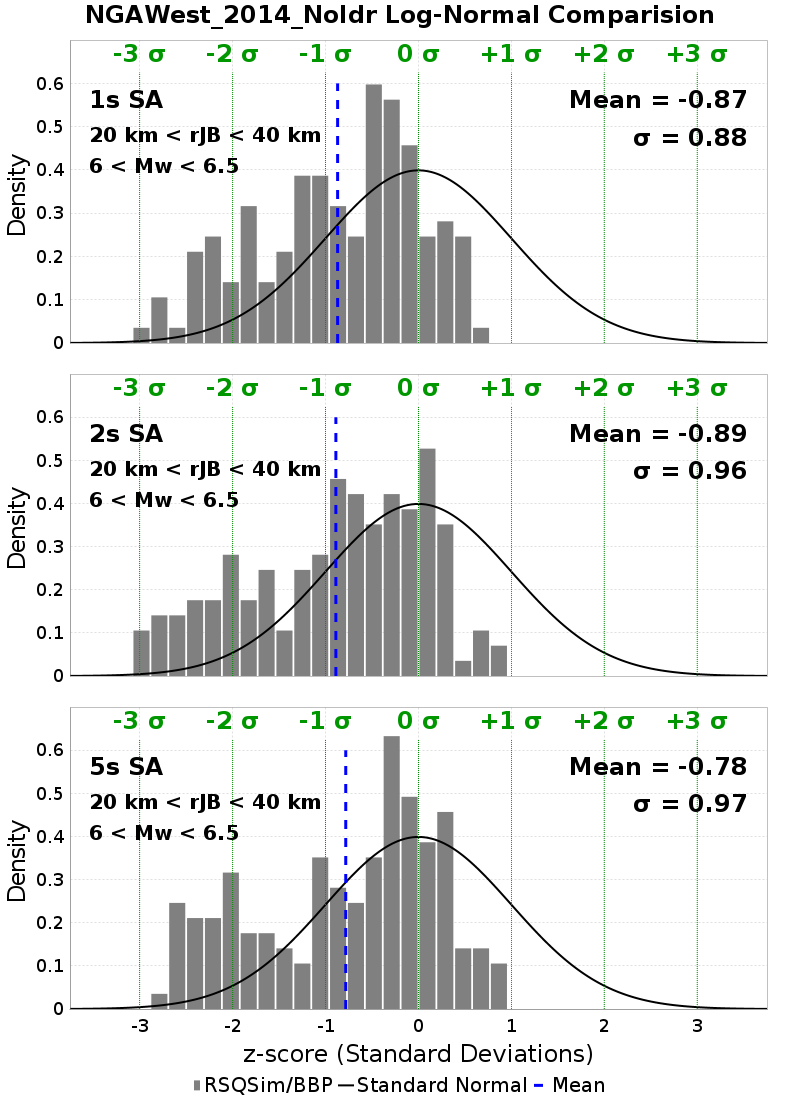 NGAWest_2014_NoIdr Log-Normal Comparision
-3 σ -2 σ -1 σ 0 σ +1 σ +2 σ +3 σ
0.6
1s SA Mean = -0.87
0.5
20 km < rJB < 40 km σ = 0.88
6 < Mw < 6.5
0.4
Density
0.3
0.2
0.1
0
-3 σ -2 σ -1 σ 0 σ +1 σ +2 σ +3 σ
0.6
2s SA Mean = -0.89
0.5
20 km < rJB < 40 km σ = 0.96
6 < Mw < 6.5
0.4
Density
0.3
0.2
0.1
0
-3 σ -2 σ -1 σ 0 σ +1 σ +2 σ +3 σ
0.6
5s SA Mean = -0.78
0.5
20 km < rJB < 40 km σ = 0.97
6 < Mw < 6.5
0.4
Density
0.3
0.2
0.1
0
-3 -2 -1 0 1 2 3
z-score (Standard Deviations)
RSQSim/BBP Standard Normal Mean